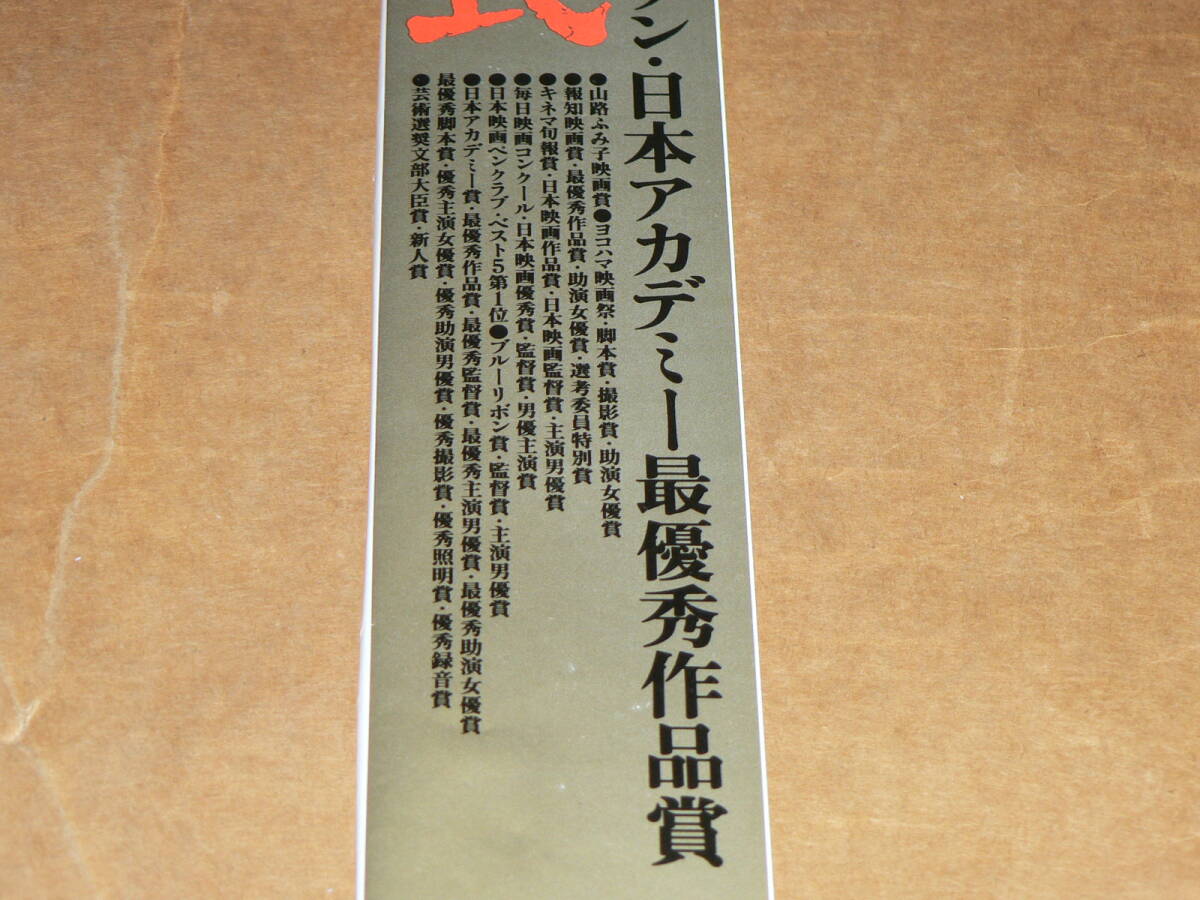 ン・日本アカデミー最優秀作品賞
●山路ふみ子映画賞●ヨコハマ映画祭・脚本賞・撮影賞・助演女優賞
●報知映画賞・最優秀作品賞・助演女優賞・選考委員特別賞
●キネマ旬報賞・日本映画作品賞・日本映画監督賞・主演男優賞
●毎日映画コンクール・日本映画優秀賞・監督賞・男優主演賞
●日本映画ペンクラブ・ベスト5第1位●ブルーリボン賞・監督賞・主演男優賞
●日本アカデミー賞・最優秀作品賞・最優秀監督賞・最優秀主演男優賞・最優秀助演女優賞
最優秀脚本賞・優秀主演女優賞・優秀助演男優賞・優秀撮影賞・優秀照明賞・優秀録音賞
●芸術選奨文部大臣賞・新人賞